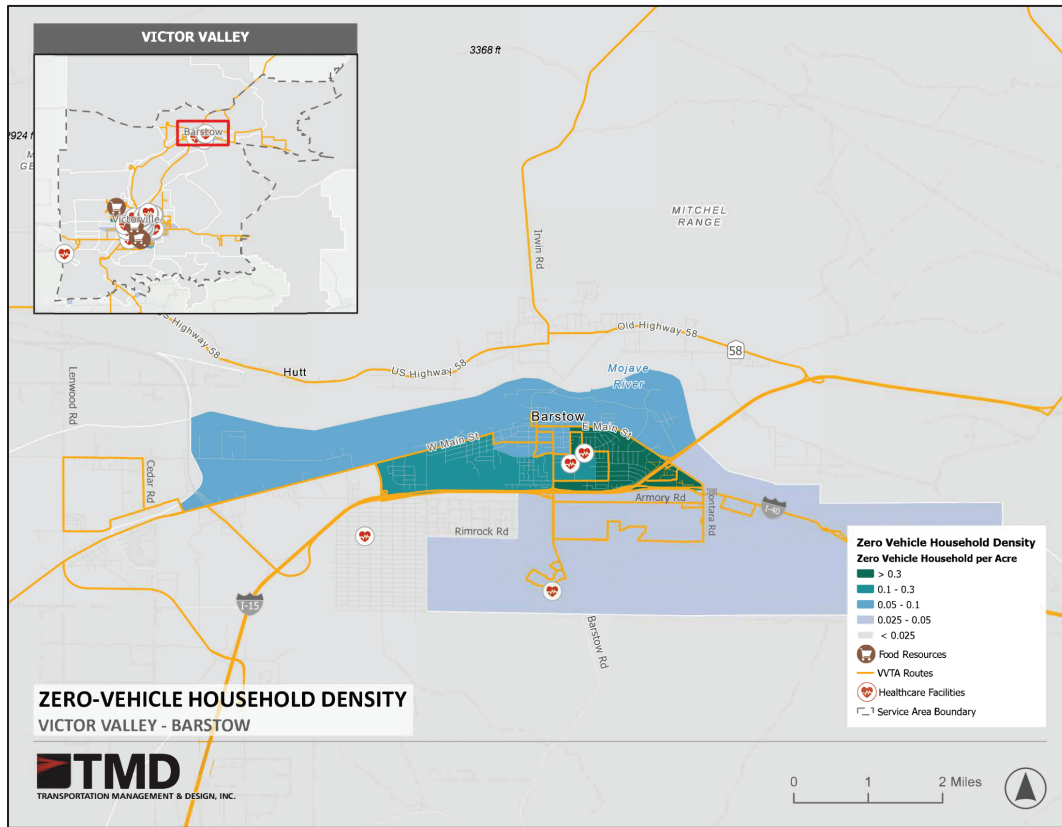 VICTOR VALLEY
Barstow
Victorville
3368 ft
MITCHEL
RANGE
Irwin Rd
Old Highway 58
58
US Highway 58
Hutt
US Highway 58
Mojave
River
Lenwood Rd
Barstow
E Main St
W Main St
Cedar Rd
Armory Rd
Montara Rd
I-40
Rimrock Rd
I-15
Barstow Rd
Zero Vehicle Household Density
Zero Vehicle Household per Acre
> 0.3
0.1 - 0.3
0.05 - 0.1
0.025 - 0.05
< 0.025
Food Resources
VVTA Routes
Healthcare Facilities
Service Area Boundary
ZERO-VEHICLE HOUSEHOLD DENSITY
VICTOR VALLEY - BARSTOW
TMD
TRANSPORTATION MANAGEMENT & DESIGN, INC.
0 1 2 Miles